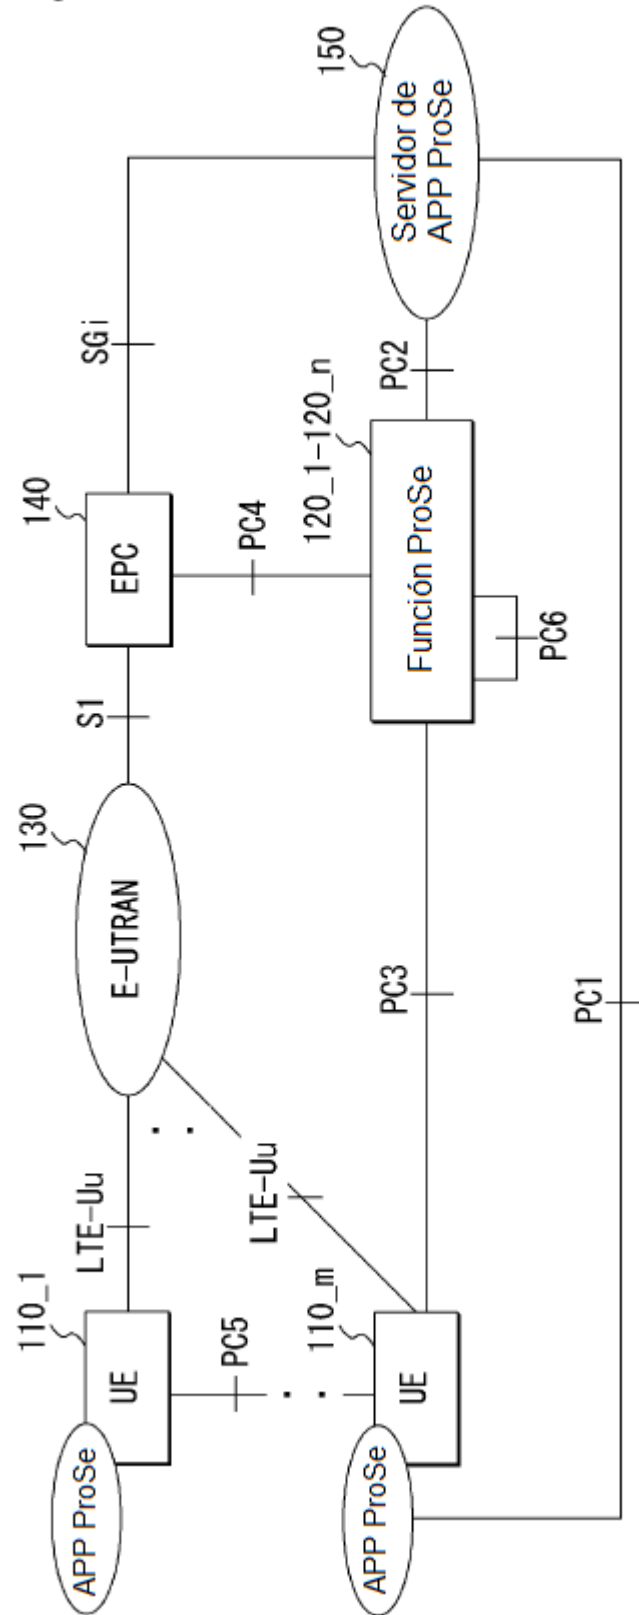 110_1
130
140
SGi
150
APP ProSe
UE
LTE-Uu
E-UTRAN
S1
EPC
Servidor de
APP ProSe
PC5
LTE-Uu
PC4
120_1-120_n
PC2
110_m
APP ProSe
UE
PC3
Función ProSe
PC6
PC1